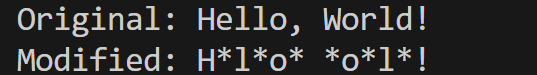 Original: Hello, World!
Modified: H*l*o* *o*l*!